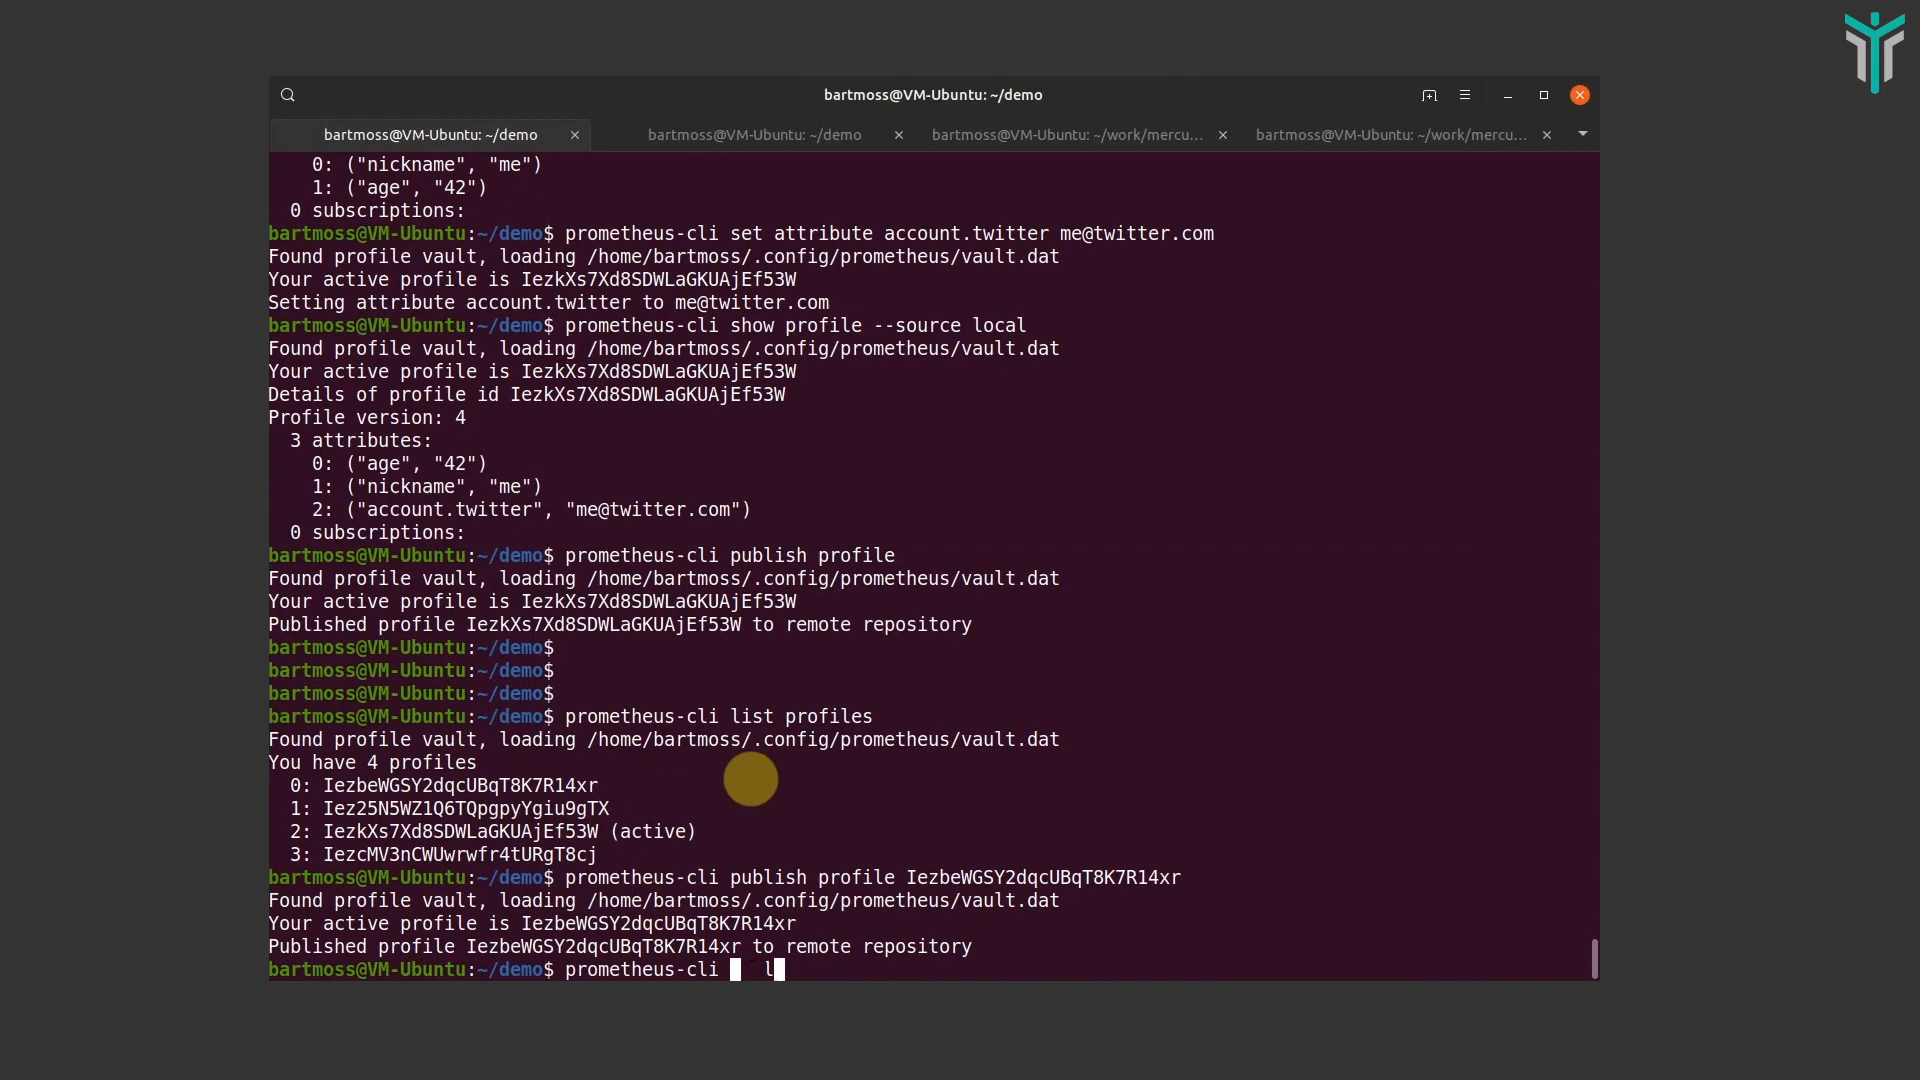 bartmoss@VM-Ubuntu: ~/demo
bartmoss@VM-Ubuntu: ~/demo bartmoss@VM-Ubuntu: ~/demo bartmoss@VM-Ubuntu: ~/work/mercu... bartmoss@VM-Ubuntu: ~/work/mercu...
0: ("nickname", "me")
1: ("age", "42")
0 subscriptions:
bartmoss@VM-Ubuntu:~/demo$ prometheus-cli set attribute account.twitter me@twitter.com
Found profile vault, loading /home/bartmoss/.config/prometheus/vault.dat
Your active profile is IezkXs7Xd8SDWLaGKUAjEf53W
Setting attribute account.twitter to me@twitter.com
bartmoss@VM-Ubuntu:~/demo$ prometheus-cli show profile --source local
Found profile vault, loading /home/bartmoss/.config/prometheus/vault.dat
Your active profile is IezkXs7Xd8SDWLaGKUAjEf53W
Details of profile id IezkXs7Xd8SDWLaGKUAjEf53W
Profile version: 4
3 attributes:
0: ("age", "42")
1: ("nickname", "me")
2: ("account.twitter", "me@twitter.com")
0 subscriptions:
bartmoss@VM-Ubuntu:~/demo$ prometheus-cli publish profile
Found profile vault, loading /home/bartmoss/.config/prometheus/vault.dat
Your active profile is IezkXs7Xd8SDWLaGKUAjEf53W
Published profile IezkXs7Xd8SDWLaGKUAjEf53W to remote repository
bartmoss@VM-Ubuntu:~/demo$
bartmoss@VM-Ubuntu:~/demo$
bartmoss@VM-Ubuntu:~/demo$
bartmoss@VM-Ubuntu:~/demo$ prometheus-cli list profiles
Found profile vault, loading /home/bartmoss/.config/prometheus/vault.dat
You have 4 profiles
0: IezbeWGSY2dqcUBqT8K7R14xr
1: Iez25N5WZ1Q6TQpgpyYgiu9gTX
2: IezkXs7Xd8SDWLaGKUAjEf53W (active)
3: IezcMV3nCWUwrwfr4tURgT8cj
bartmoss@VM-Ubuntu:~/demo$ prometheus-cli publish profile IezbeWGSY2dqcUBqT8K7R14xr
Found profile vault, loading /home/bartmoss/.config/prometheus/vault.dat
Your active profile is IezbeWGSY2dqcUBqT8K7R14xr
Published profile IezbeWGSY2dqcUBqT8K7R14xr to remote repository
bartmoss@VM-Ubuntu:~/demo$ prometheus-cli l